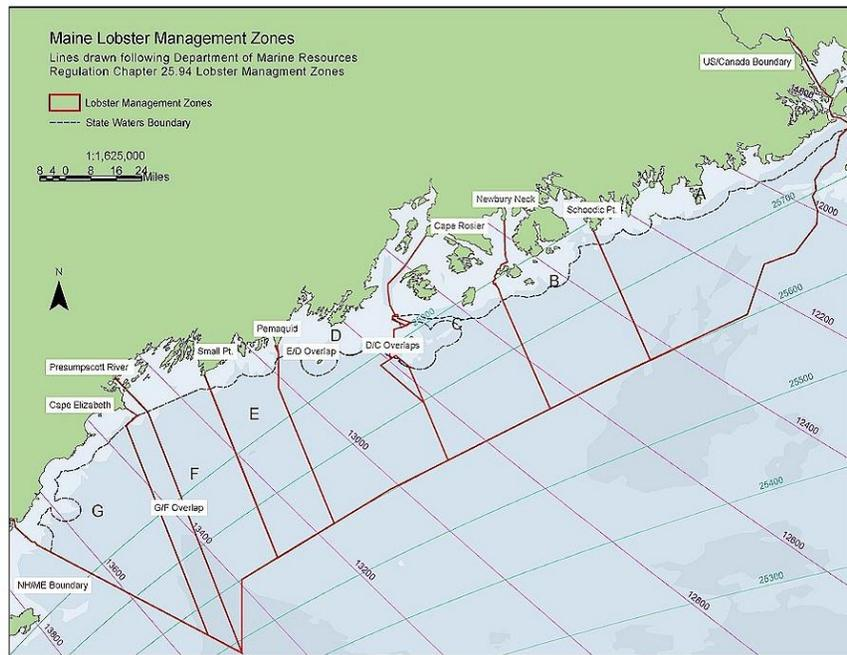 Maine Lobster Management Zones
Lines drawn following Department of Marine Resources
Regulation Chapter 25.94 Lobster Managment Zones
Lobster Management Zones
State Waters Boundary
1:1,625,000
8 4 0 8 16 24
Miles
US/Canada Boundary
Newbury Neck
Schoodic Pt.
Cape Rosier
A
B
C
D
N
Pemaquid
Small Pt.
E/D Overlap
D/C Overlaps
Presumpscott River
Cape Elizabeth
E
F
G
G/F Overlap
NH/ME Boundary
12000
12200
12400
12600
12800
13000
13200
13400
13600
13800
25700
25600
25500
25400
25300